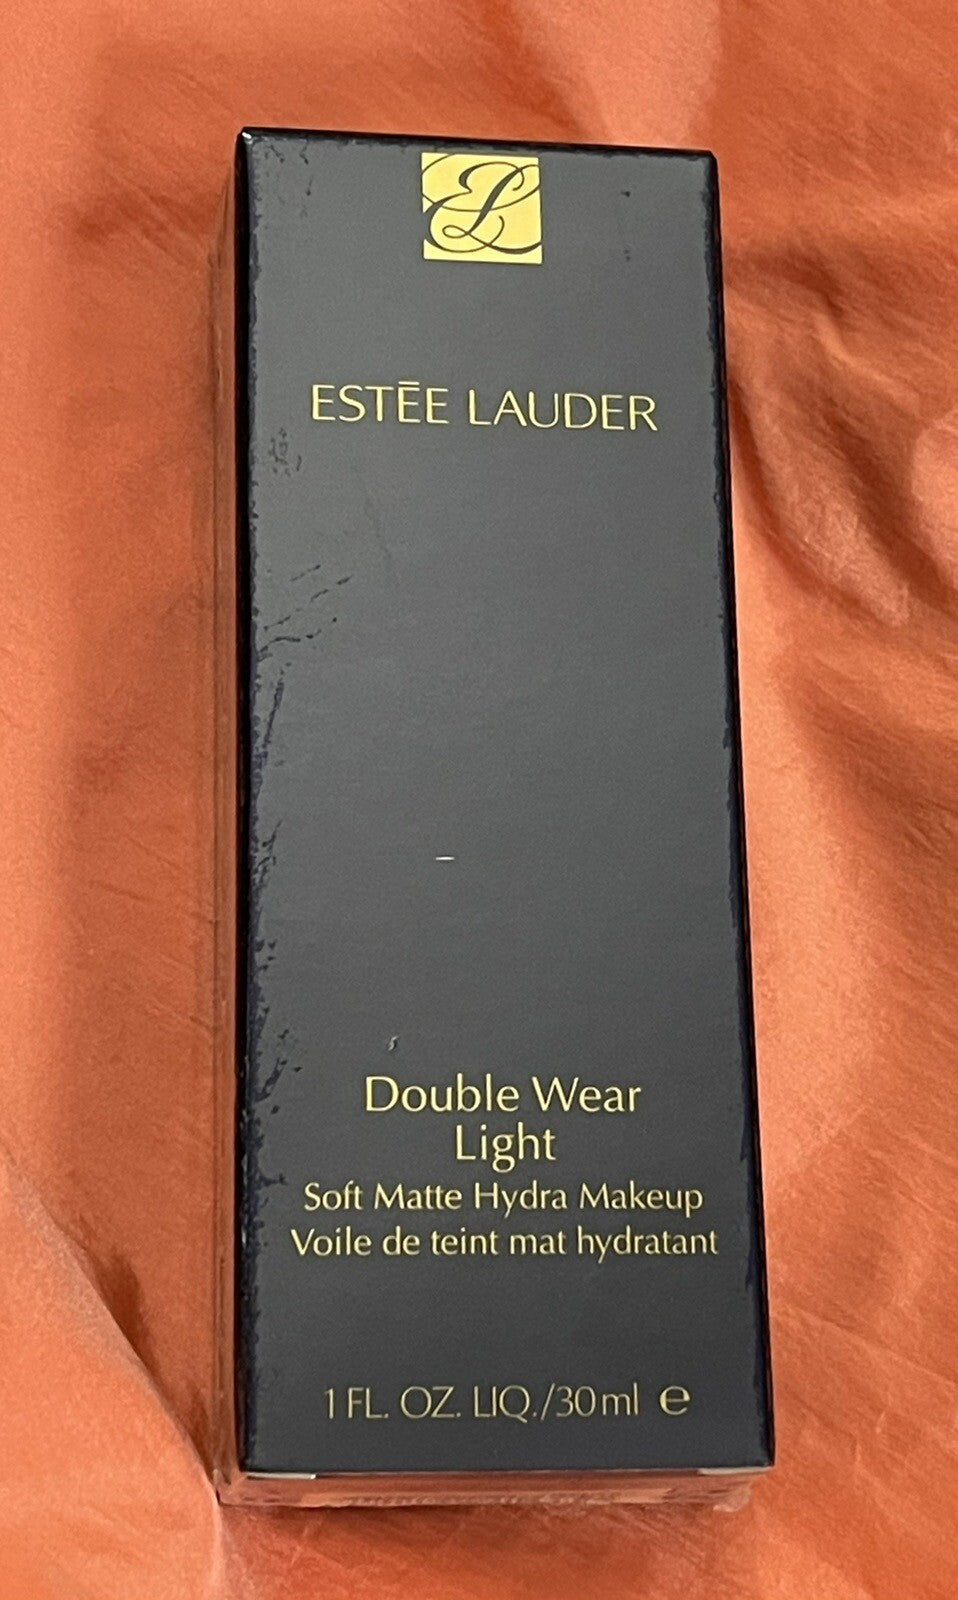 EL
ESTĒE LAUDER
Double Wear
Light
Soft Matte Hydra Makeup
Voile de teint mat hydratant
1 FL. OZ. LIQ./30ml ℮